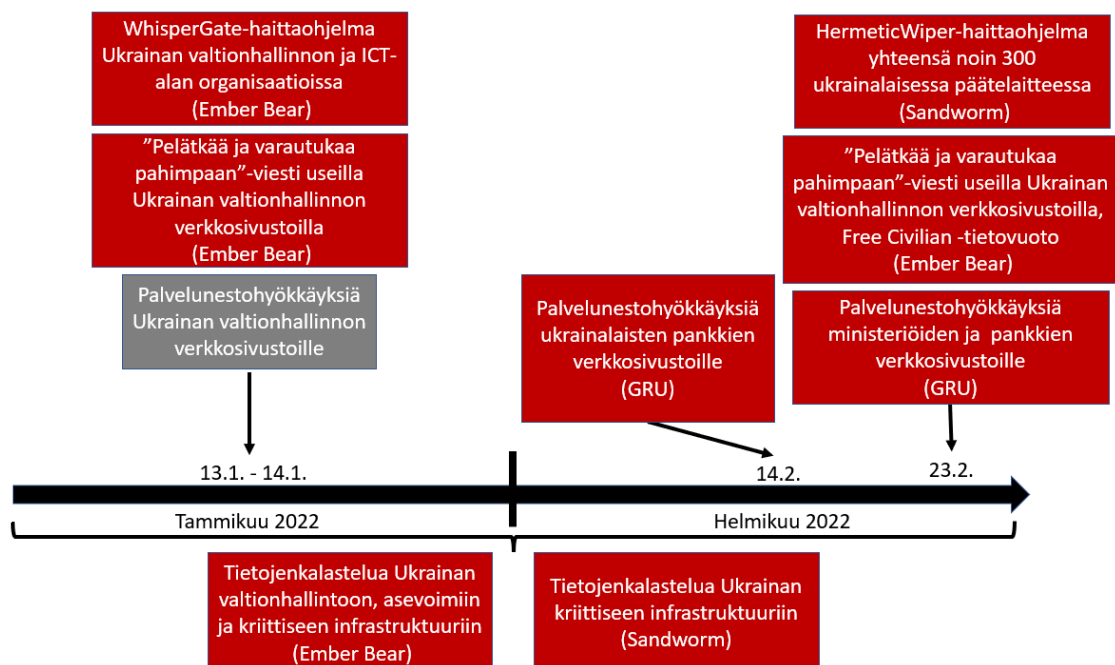 WhisperGate-haittaohjelma
Ukrainan valtionhallinnon ja ICT-
alan organisaatioissa
(Ember Bear)
”Pelätkää ja varautukaa
pahimpaan”-viesti useilla
Ukrainan valtionhallinnon
verkkosivustoilla
(Ember Bear)
Palvelunestohyökkäyksiä
Ukrainan valtionhallinnon
verkkosivustoille
Palvelunestohyökkäyksiä
ukrainalaisten pankkien
verkkosivustoille
(GRU)
HermeticWiper-haittaohjelma
yhteensä noin 300
ukrainalaisessa päätelaitteessa
(Sandworm)
”Pelätkää ja varautukaa
pahimpaan”-viesti useilla Ukrainan
valtionhallinnon verkkosivustoilla,
Free Civilian -tietovuoto
(Ember Bear)
Palvelunestohyökkäyksiä
ministeriöiden ja pankkien
verkkosivustoille
(GRU)
13.1. - 14.1.
14.2.
23.2.
Tammikuu 2022
Helmikuu 2022
Tietojenkalastelua Ukrainan
valtionhallintoon, asevoimiin
ja kriittiseen infrastruktuuriin
(Ember Bear)
Tietojenkalastelua Ukrainan
kriittiseen infrastruktuuriin
(Sandworm)